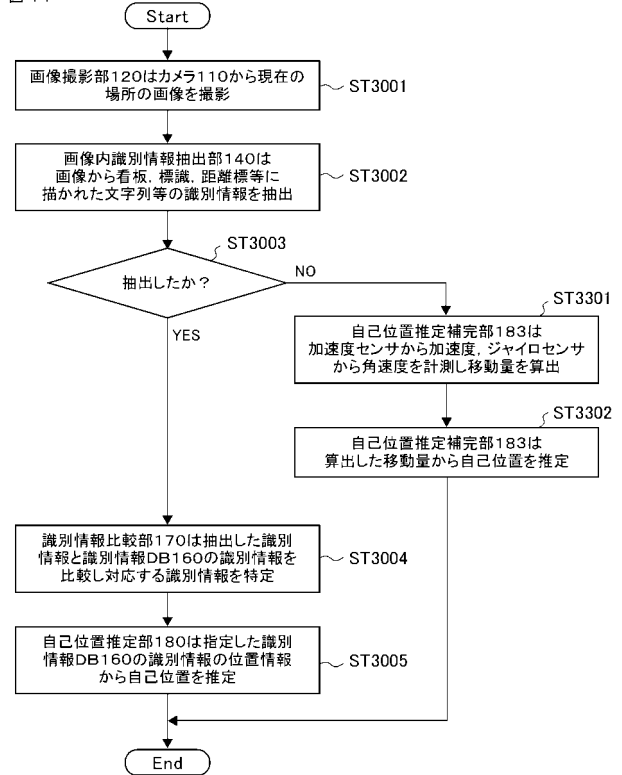 Start
画像撮影部120はカメラ110から現在の
場所の画像を撮影
ST3001
画像内識別情報抽出部140は
画像から看板，標識，距離標等に
描かれた文字列等の識別情報を抽出
ST3002
ST3003
抽出したか？
NO
YES
ST3301
自己位置推定補完部183は
加速度センサから加速度，ジャイロセンサ
から角速度を計測し移動量を算出
ST3302
自己位置推定補完部183は
算出した移動量から自己位置を推定
識別情報比較部170は抽出した識別
情報と識別情報DB160の識別情報を
比較し対応する識別情報を特定
ST3004
自己位置推定部180は指定した識別
情報DB160の識別情報の位置情報
から自己位置を推定
ST3005
End